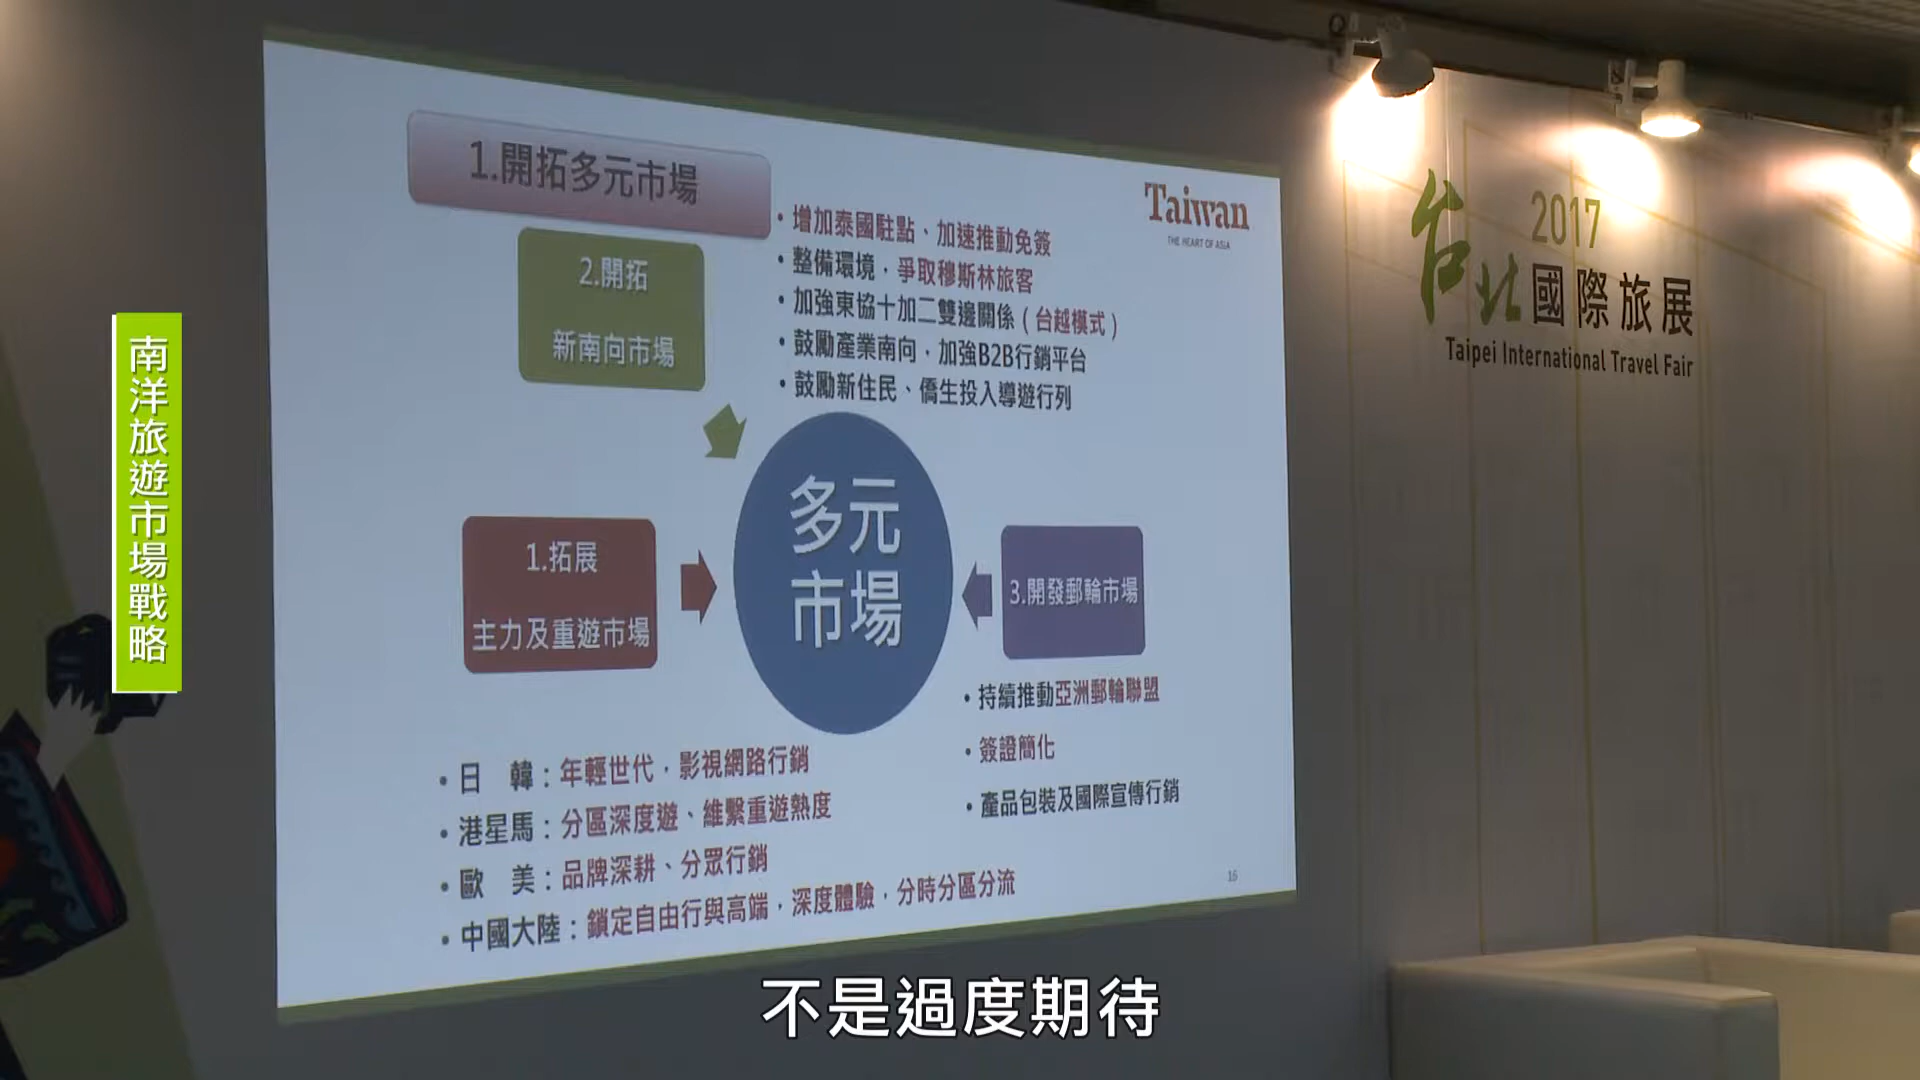 南洋旅遊市場戰略
1.開拓多元市場
Taiwan
THE HEART OF ASIA
2.開拓
新南向市場
• 增加泰國駐點、加速推動免簽
• 整備環境，爭取穆斯林旅客
• 加強東協十加二雙邊關係(台越模式)
• 鼓勵產業南向，加強B2B行銷平台
• 鼓勵新住民、僑生投入導遊行列
多元
市場
1.拓展
主力及重遊市場
3.開發郵輪市場
• 持續推動亞洲郵輪聯盟
• 簽證簡化
• 產品包裝及國際宣傳行銷
• 日 韓：年輕世代，影視網路行銷
• 港星馬：分區深度遊、維繫重遊熱度
• 歐 美：品牌深耕、分眾行銷
• 中國大陸：鎖定自由行與高端，深度體驗，分時分區分流
16
2017
台北國際旅展
Taipei International Travel Fair
不是過度期待